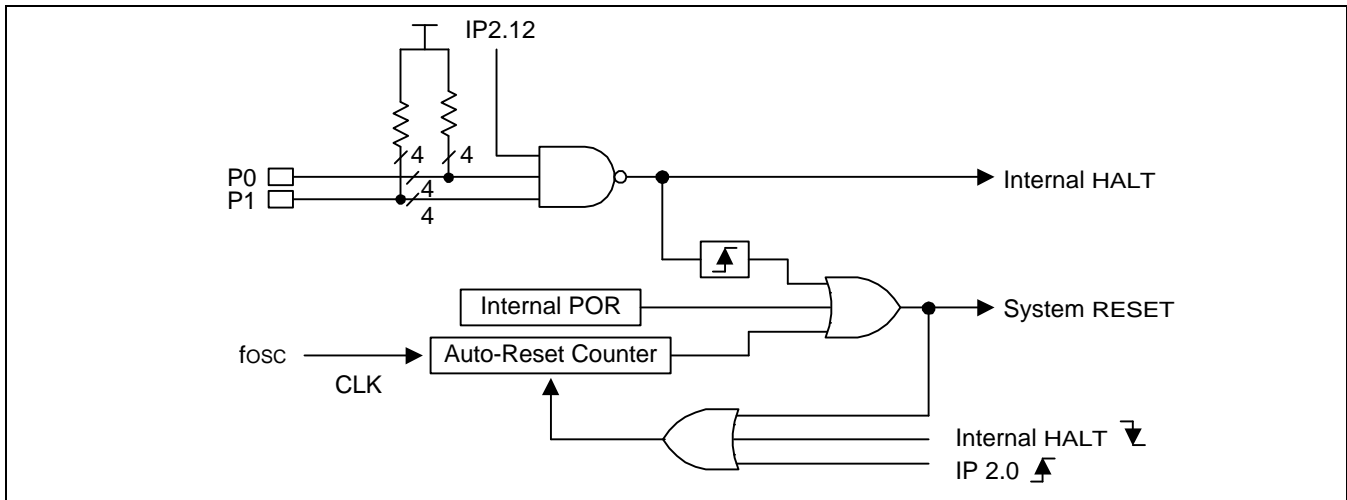 IP2.12
4 4
P0
4
P1
4
Internal HALT
Internal POR
System RESET
fOSC
CLK
Auto-Reset Counter
Internal HALT
IP 2.0